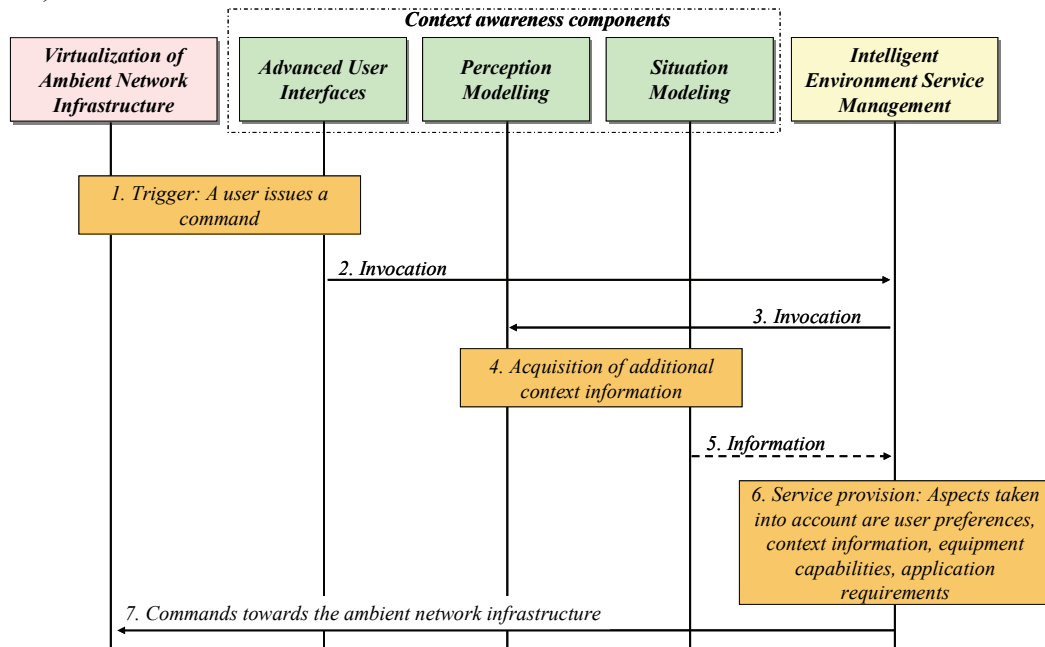 Context awareness components
Virtualization of
Ambient Network
Infrastructure
Advanced User
Interfaces
Perception
Modelling
Situation
Modeling
Intelligent
Environment Service
Management
1. Trigger: A user issues a
command
2. Invocation
3. Invocation
4. Acquisition of additional
context information
5. Information
6. Service provision: Aspects taken
into account are user preferences,
context information, equipment
capabilities, application
requirements
7. Commands towards the ambient network infrastructure